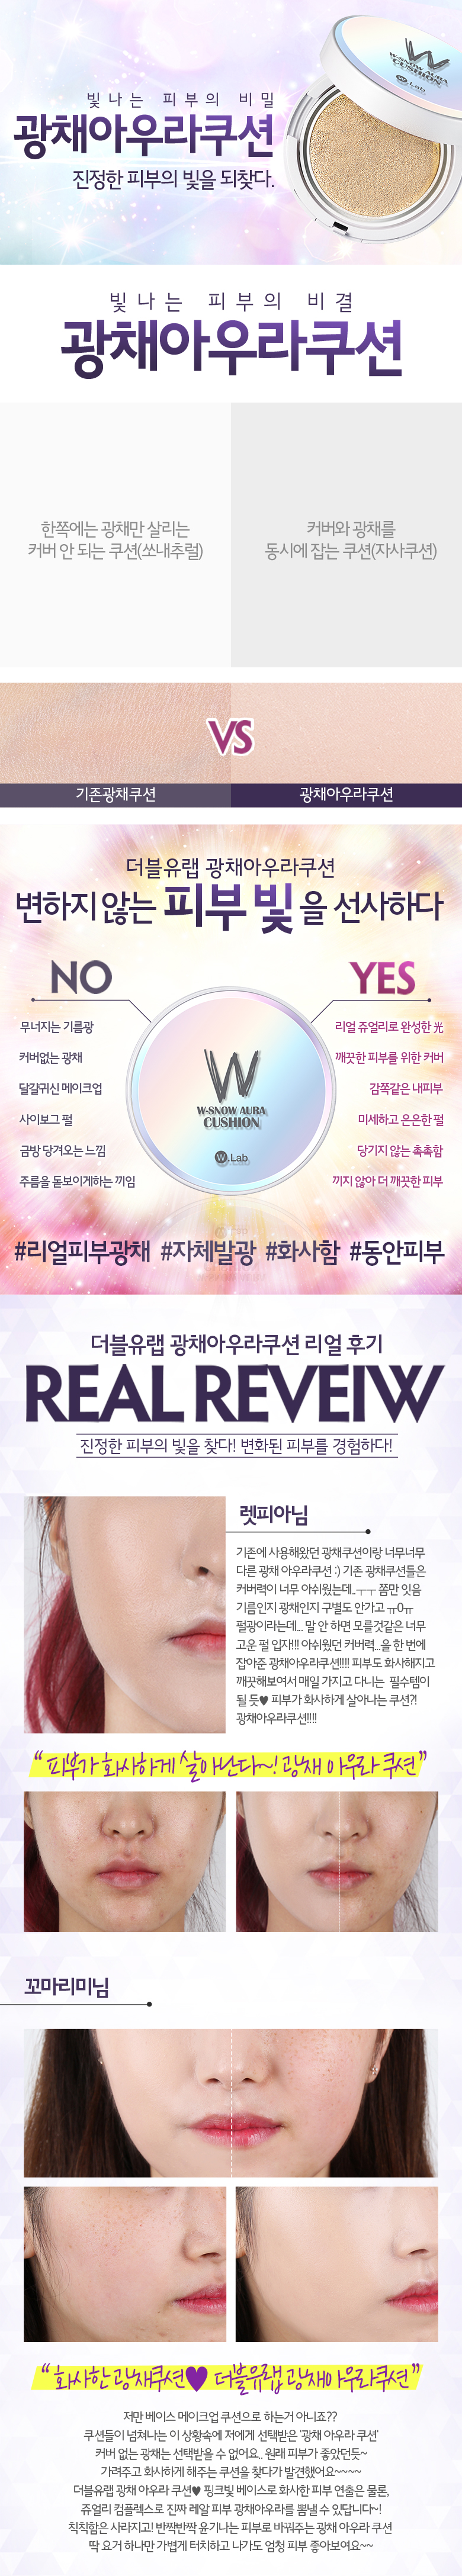 빛나는 피부의 비밀
광채아우라쿠션
진정한 피부의 빛을 되찾다.
W-SNOW AURA
CUSHION
W.Lab
빛나는 피부의 비결
광채아우라쿠션
한쪽에는 광채만 살리는
커버 안 되는 쿠션(쏘내추럴)
커버와 광채를
동시에 잡는 쿠션(자사쿠션)
VS
기존광채쿠션
광채아우라쿠션
더블유랩 광채아우라쿠션
변하지 않는 피부 빛을 선사하다
NO
무너지는 기름광
커버없는 광채
달걀귀신 메이크업
사이보그 펄
금방 당겨오는 느낌
주름을 돋보이게하는 끼임
W
W-SNOW AURA
CUSHION
W.Lab
YES
리얼 쥬얼리로 완성한 光
깨끗한 피부를 위한 커버
감쪽같은 내피부
미세하고 은은한 펄
당기지 않는 촉촉함
끼지 않아 더 깨끗한 피부
#리얼피부광채 #자체발광 #화사함 #동안피부
더블유랩 광채아우라쿠션 리얼 후기
REAL REVEIW
진정한 피부의 빛을 찾다! 변화된 피부를 경험하다!
렛피아님
기존에 사용해왔던 광채쿠션이랑 너무너무
다른 광채 아우라쿠션 :) 기존 광채쿠션들은
커버력이 너무 아쉬웠는데..ㅜㅜ 쫌만 잇음
기름인지 광채인지 구별도 안가고 ㅠ0ㅠ
펄광이라는데... 말 안 하면 모를것같은 너무
고운 펄 입자!!! 아쉬웠던 커버력...을 한 번에
잡아준 광채아우라쿠션!!!! 피부도 화사해지고
깨끗해보여서 매일 가지고 다니는 필수템이
될 듯♥ 피부가 화사하게 살아나는 쿠션?!
광채아우라쿠션!!!!
“피부가 화사하게 살아난다~! 광채 아우라 쿠션”
꼬마리미님
“화사한 광채쿠션♥ 더블유랩 광채아우라쿠션”
저만 베이스 메이크업 쿠션으로 하는거 아니죠??
쿠션들이 넘쳐나는 이 상황속에 저에게 선택받은 '광채 아우라 쿠션'
커버 없는 광채는 선택받을 수 없어요.. 원래 피부가 좋았던듯~
가려주고 화사하게 해주는 쿠션을 찾다가 발견했어요~~~~
더블유랩 광채 아우라 쿠션♥ 핑크빛 베이스로 화사한 피부 연출은 물론,
쥬얼리 컴플렉스로 진짜 레알 피부 광채아우라를 뽐낼 수 있답니다~!
칙칙함은 사라지고! 반짝반짝 윤기나는 피부로 바꿔주는 광채 아우라 쿠션
딱 요거 하나만 가볍게 터치하고 나가도 엄청 피부 좋아보여요~~